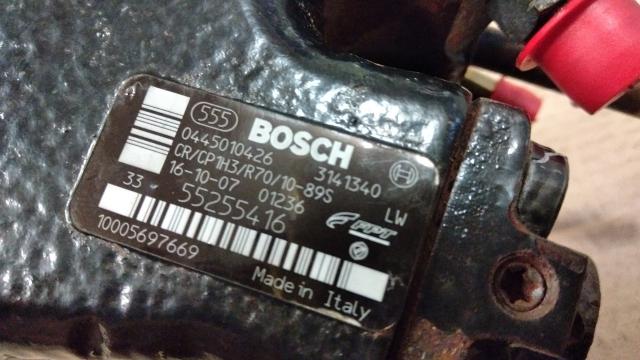 555 BOSCH
0445010426 3141340
CR/CP1H3/R70/10-89S
16-10-07 01236 LW
33 55255416
10005697669
Made in Italy